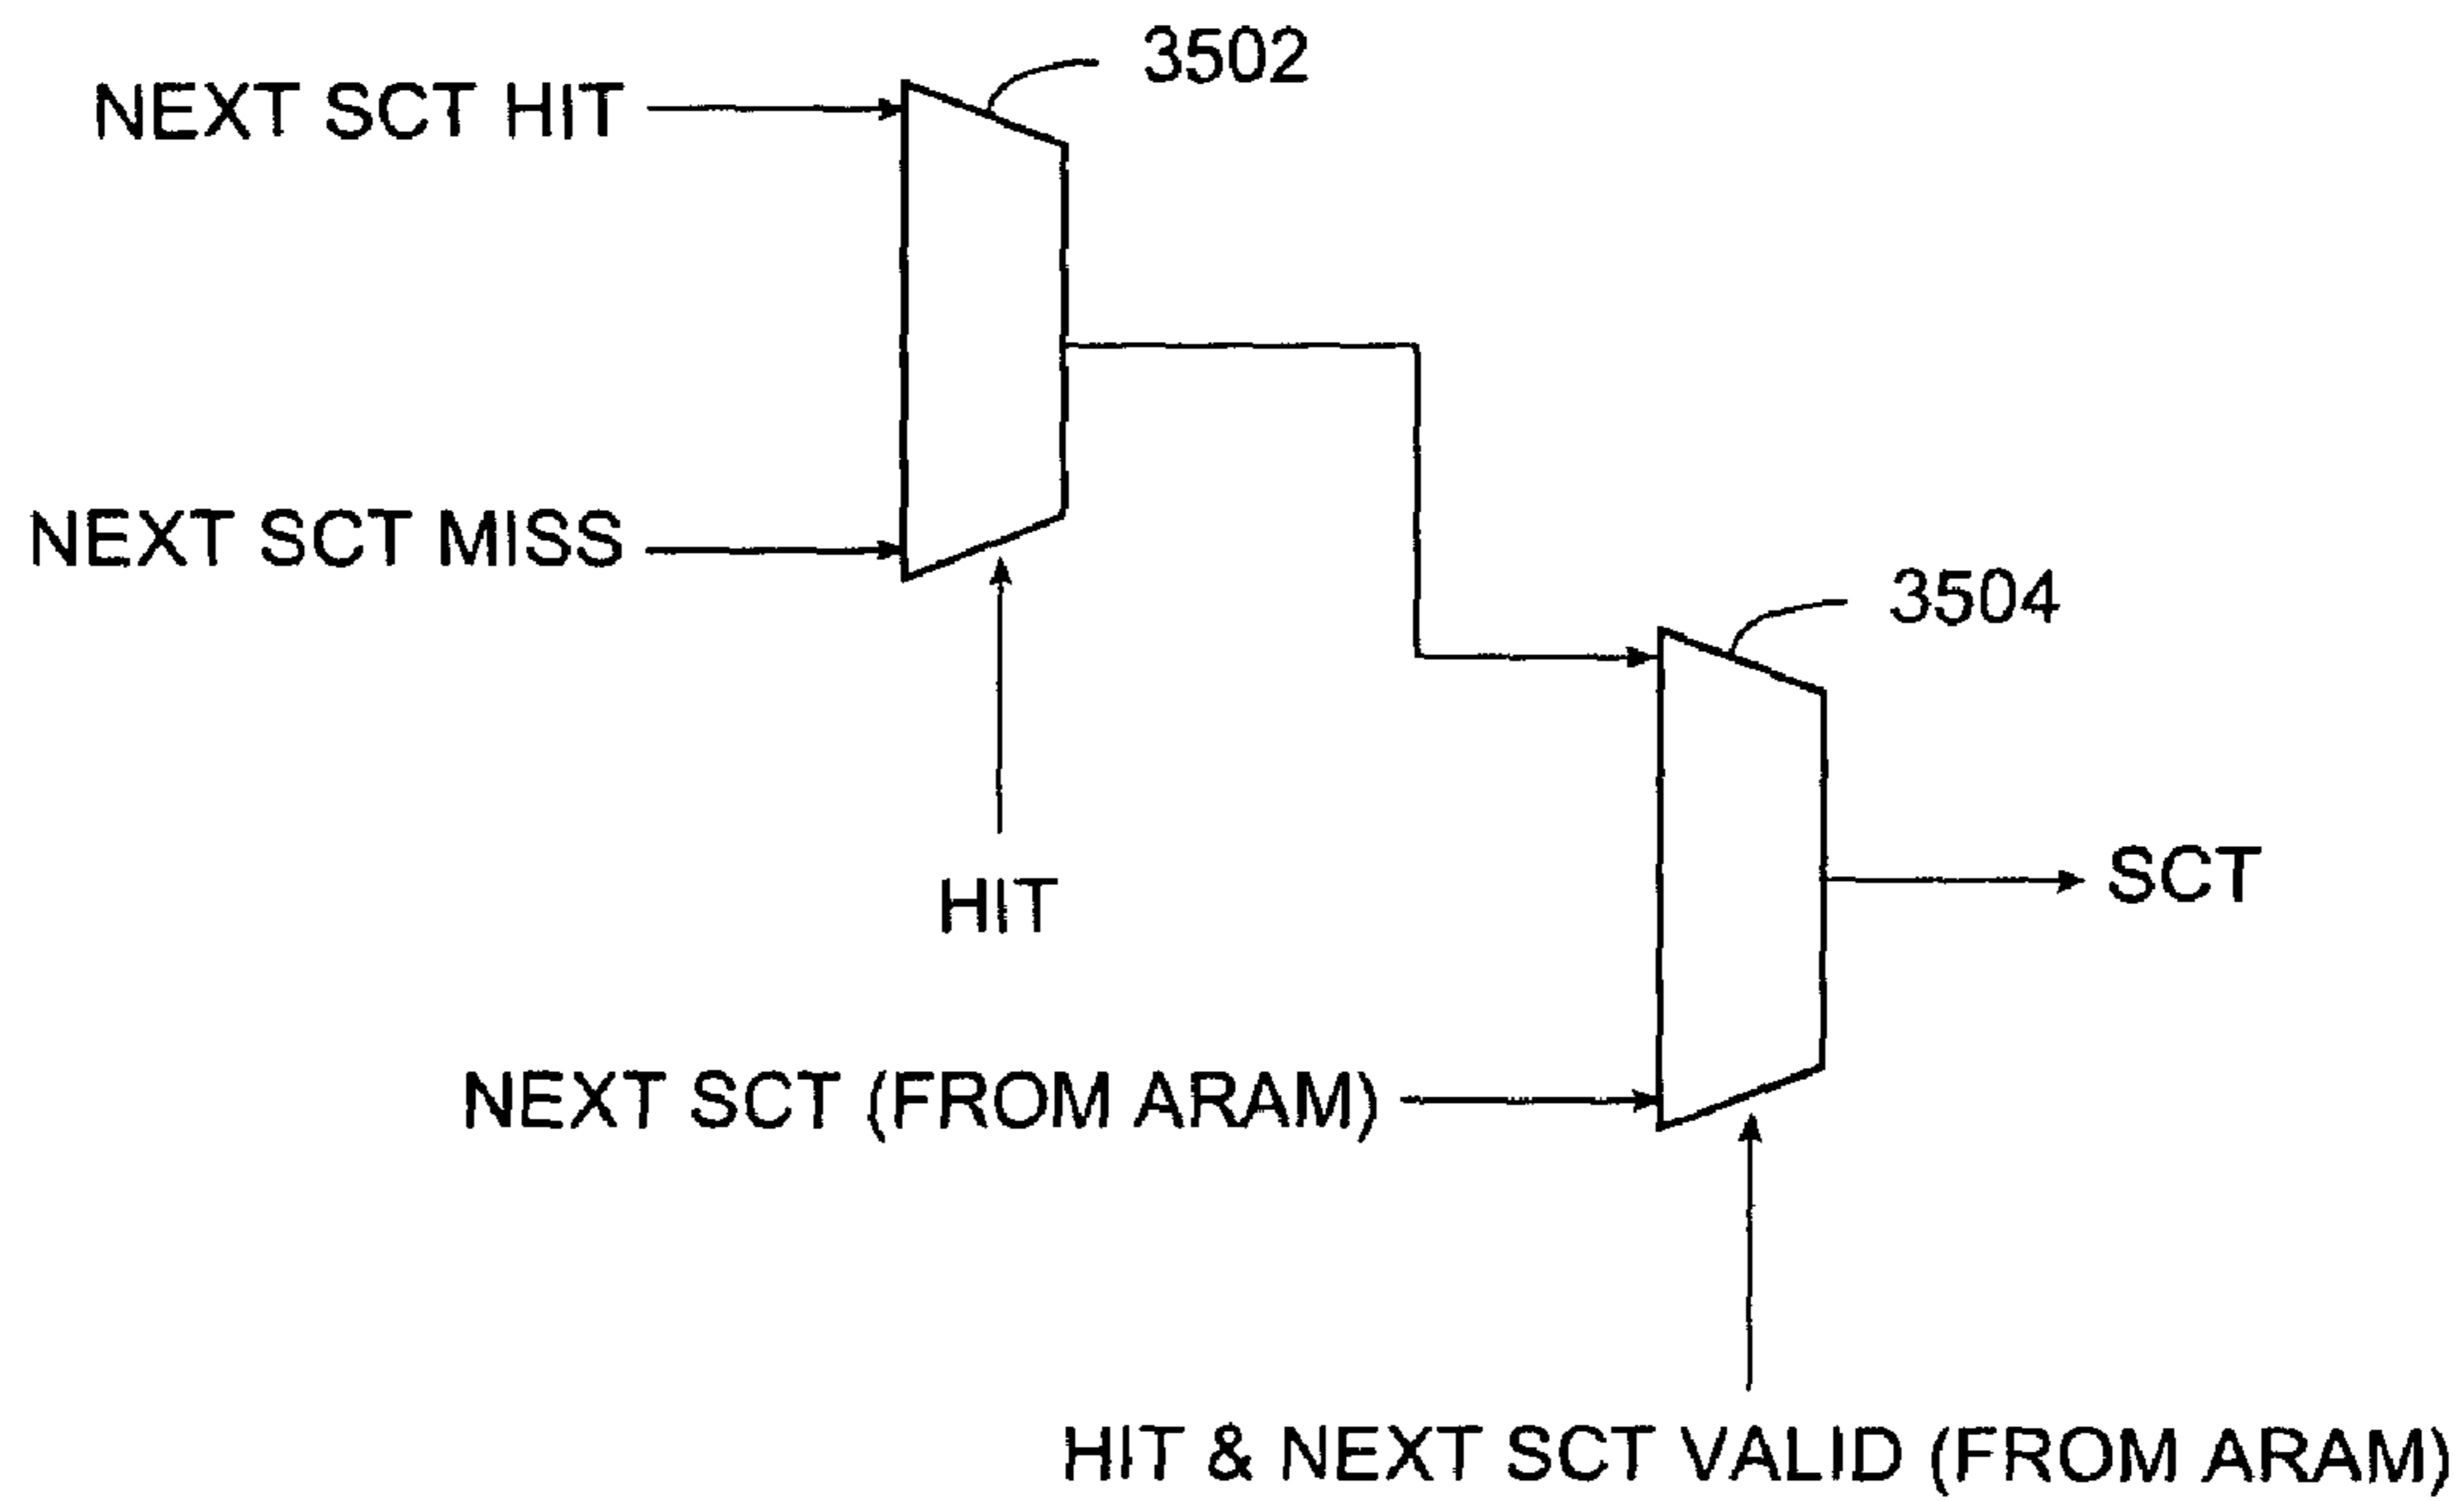 3502
NEXT SCT HIT
NEXT SCT MISS
3504
SCT
HIT
NEXT SCT (FROM ARAM)
HIT & NEXT SCT VALID (FROM ARAM)